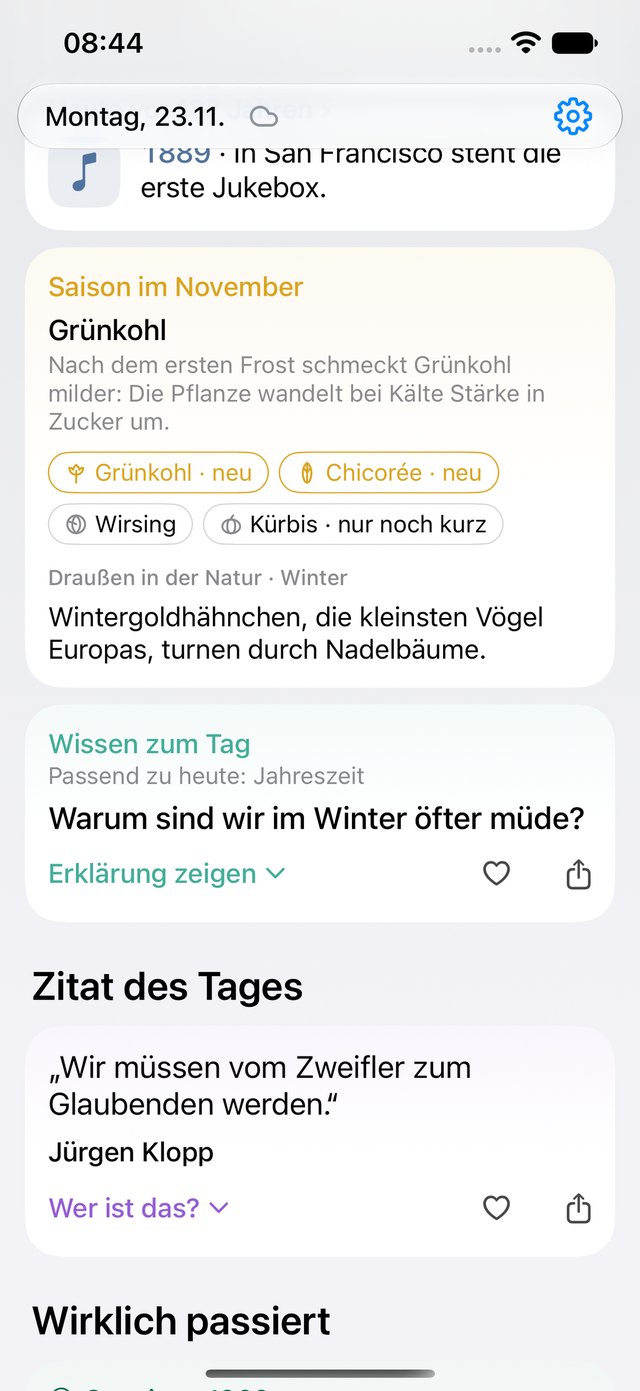 08:44
Montag, 23.11.
1889 · In San Francisco steht die
erste Jukebox.
Saison im November
Grünkohl
Nach dem ersten Frost schmeckt Grünkohl
milder: Die Pflanze wandelt bei Kälte Stärke in
Zucker um.
Grünkohl · neu
Chicorée · neu
Wirsing
Kürbis · nur noch kurz
Draußen in der Natur · Winter
Wintergoldhähnchen, die kleinsten Vögel
Europas, turnen durch Nadelbäume.
Wissen zum Tag
Passend zu heute: Jahreszeit
Warum sind wir im Winter öfter müde?
Erklärung zeigen
Zitat des Tages
„Wir müssen vom Zweifler zum
Glaubenden werden.“
Jürgen Klopp
Wer ist das?
Wirklich passiert